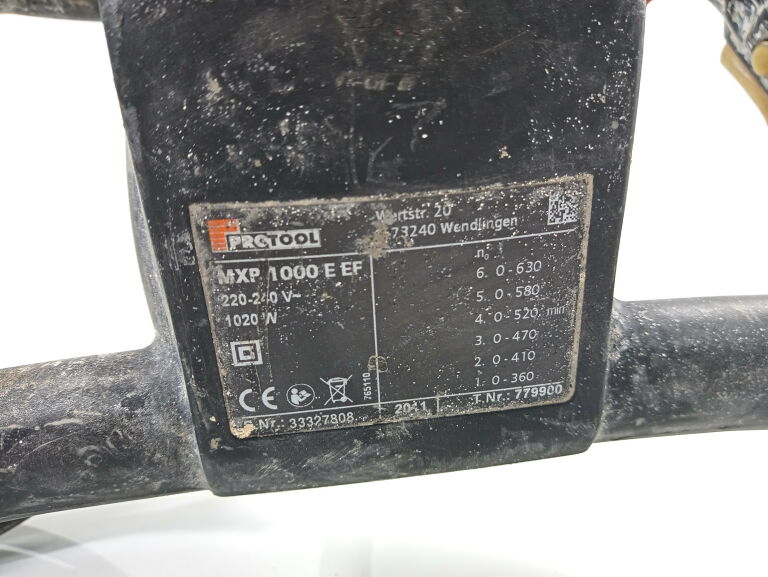 PROTOOL
Wertstr. 20
73240 Wendlingen
MXP 1000 E EF
220-240 V~
1020 W
n₀
6. 0-630
5. 0-580
4. 0-520 min
3. 0-470
2. 0-410
1. 0-360
CE
765110
Nr.: 33327808
2011
T.Nr.: 779900